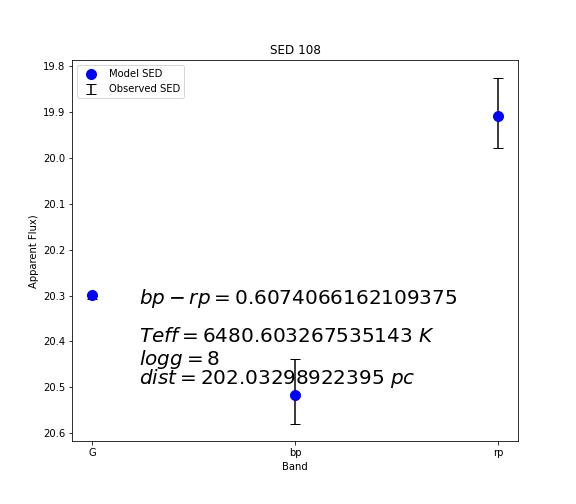 SED 108
Model SED
Observed SED
19.8
19.9
20.0
20.1
20.2
20.3
20.4
20.5
20.6
Apparent Flux)
bp − rp = 0.6074066162109375
Teff = 6480.603267535143 K
logg = 8
dist = 202.03298922395 pc
G
bp
rp
Band